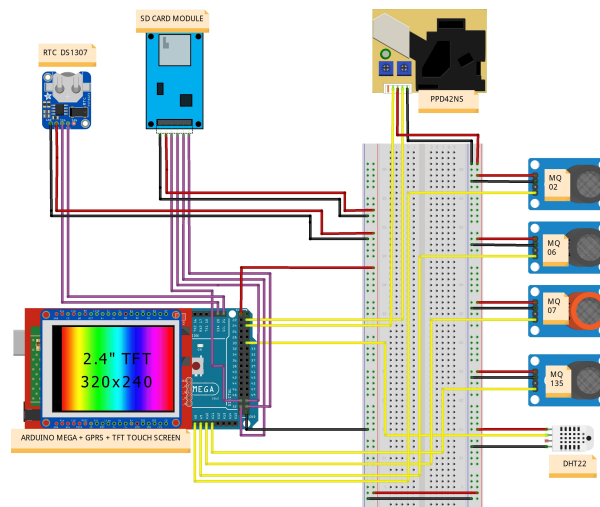 SD CARD MODULE
RTC DS1307
PPD42NS
MQ
02
MQ
06
MQ
07
MQ
135
2.4" TFT
320x240
MEGA
ARDUINO MEGA + GPRS + TFT TOUCH SCREEN
DHT22